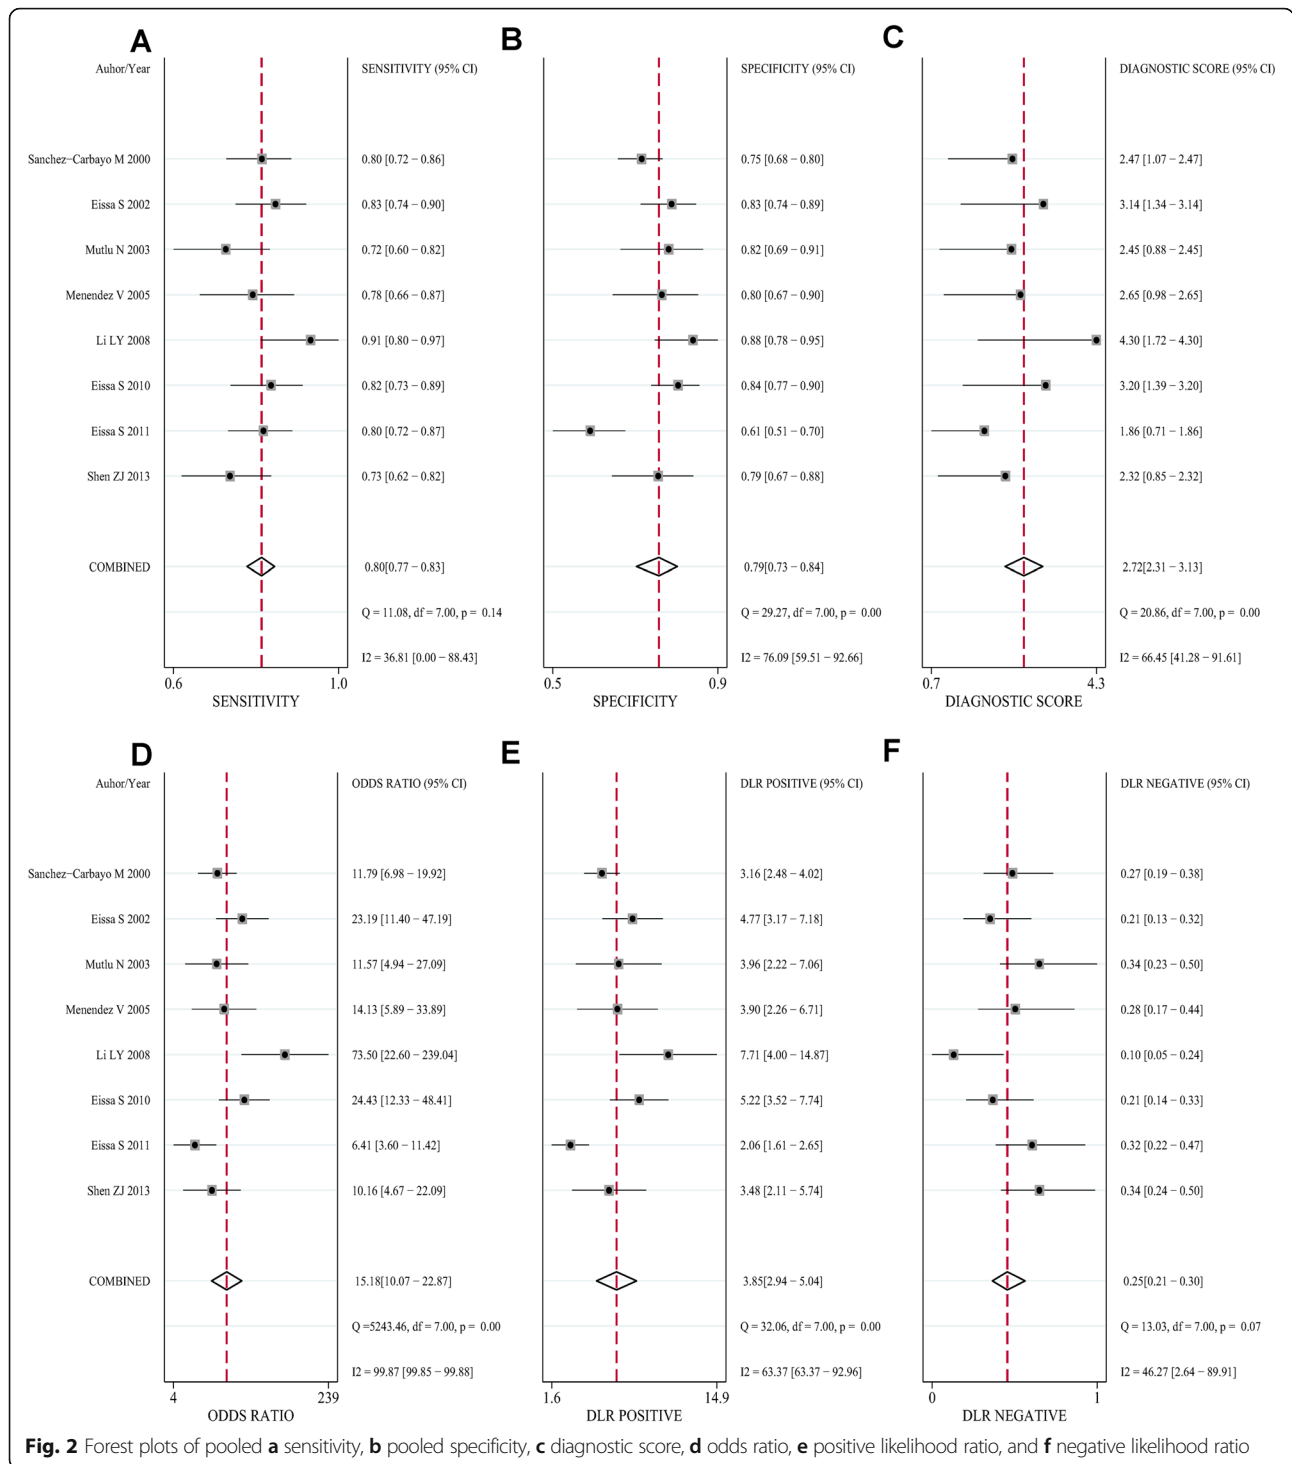 A
B
C
Auhor/Year
SENSITIVITY (95% CI)
SPECIFICITY (95% CI)
DIAGNOSTIC SCORE (95% CI)
Sanchez−Carbayo M 2000
0.80 [0.72 − 0.86]
0.75 [0.68 − 0.80]
2.47 [1.07 − 2.47]
Eissa S 2002
0.83 [0.74 − 0.90]
0.83 [0.74 − 0.89]
3.14 [1.34 − 3.14]
Mutlu N 2003
0.72 [0.60 − 0.82]
0.82 [0.69 − 0.91]
2.45 [0.88 − 2.45]
Menendez V 2005
0.78 [0.66 − 0.87]
0.80 [0.67 − 0.90]
2.65 [0.98 − 2.65]
Li LY 2008
0.91 [0.80 − 0.97]
0.88 [0.78 − 0.95]
4.30 [1.72 − 4.30]
Eissa S 2010
0.82 [0.73 − 0.89]
0.84 [0.77 − 0.90]
3.20 [1.39 − 3.20]
Eissa S 2011
0.80 [0.72 − 0.87]
0.61 [0.51 − 0.70]
1.86 [0.71 − 1.86]
Shen ZJ 2013
0.73 [0.62 − 0.82]
0.79 [0.67 − 0.88]
2.32 [0.85 − 2.32]
COMBINED
0.80[0.77 − 0.83]
0.79[0.73 − 0.84]
2.72[2.31 − 3.13]
Q = 11.08, df = 7.00, p = 0.14
Q = 29.27, df = 7.00, p = 0.00
Q = 20.86, df = 7.00, p = 0.00
I2 = 36.81 [0.00 − 88.43]
I2 = 76.09 [59.51 − 92.66]
I2 = 66.45 [41.28 − 91.61]
0.6 1.0
0.5 0.9
0.7 4.3
SENSITIVITY
SPECIFICITY
DIAGNOSTIC SCORE
D
E
F
Auhor/Year
ODDS RATIO (95% CI)
DLR POSITIVE (95% CI)
DLR NEGATIVE (95% CI)
Sanchez−Carbayo M 2000
11.79 [6.98 − 19.92]
3.16 [2.48 − 4.02]
0.27 [0.19 − 0.38]
Eissa S 2002
23.19 [11.40 − 47.19]
4.77 [3.17 − 7.18]
0.21 [0.13 − 0.32]
Mutlu N 2003
11.57 [4.94 − 27.09]
3.96 [2.22 − 7.06]
0.34 [0.23 − 0.50]
Menendez V 2005
14.13 [5.89 − 33.89]
3.90 [2.26 − 6.71]
0.28 [0.17 − 0.44]
Li LY 2008
73.50 [22.60 − 239.04]
7.71 [4.00 − 14.87]
0.10 [0.05 − 0.24]
Eissa S 2010
24.43 [12.33 − 48.41]
5.22 [3.52 − 7.74]
0.21 [0.14 − 0.33]
Eissa S 2011
6.41 [3.60 − 11.42]
2.06 [1.61 − 2.65]
0.32 [0.22 − 0.47]
Shen ZJ 2013
10.16 [4.67 − 22.09]
3.48 [2.11 − 5.74]
0.34 [0.24 − 0.50]
COMBINED
15.18[10.07 − 22.87]
3.85[2.94 − 5.04]
0.25[0.21 − 0.30]
Q =5243.46, df = 7.00, p = 0.00
Q = 32.06, df = 7.00, p = 0.00
Q = 13.03, df = 7.00, p = 0.07
I2 = 99.87 [99.85 − 99.88]
I2 = 63.37 [63.37 − 92.96]
I2 = 46.27 [2.64 − 89.91]
4 239
1.6 14.9
0 1
ODDS RATIO
DLR POSITIVE
DLR NEGATIVE
Fig. 2 Forest plots of pooled a sensitivity, b pooled specificity, c diagnostic score, d odds ratio, e positive likelihood ratio, and f negative likelihood ratio